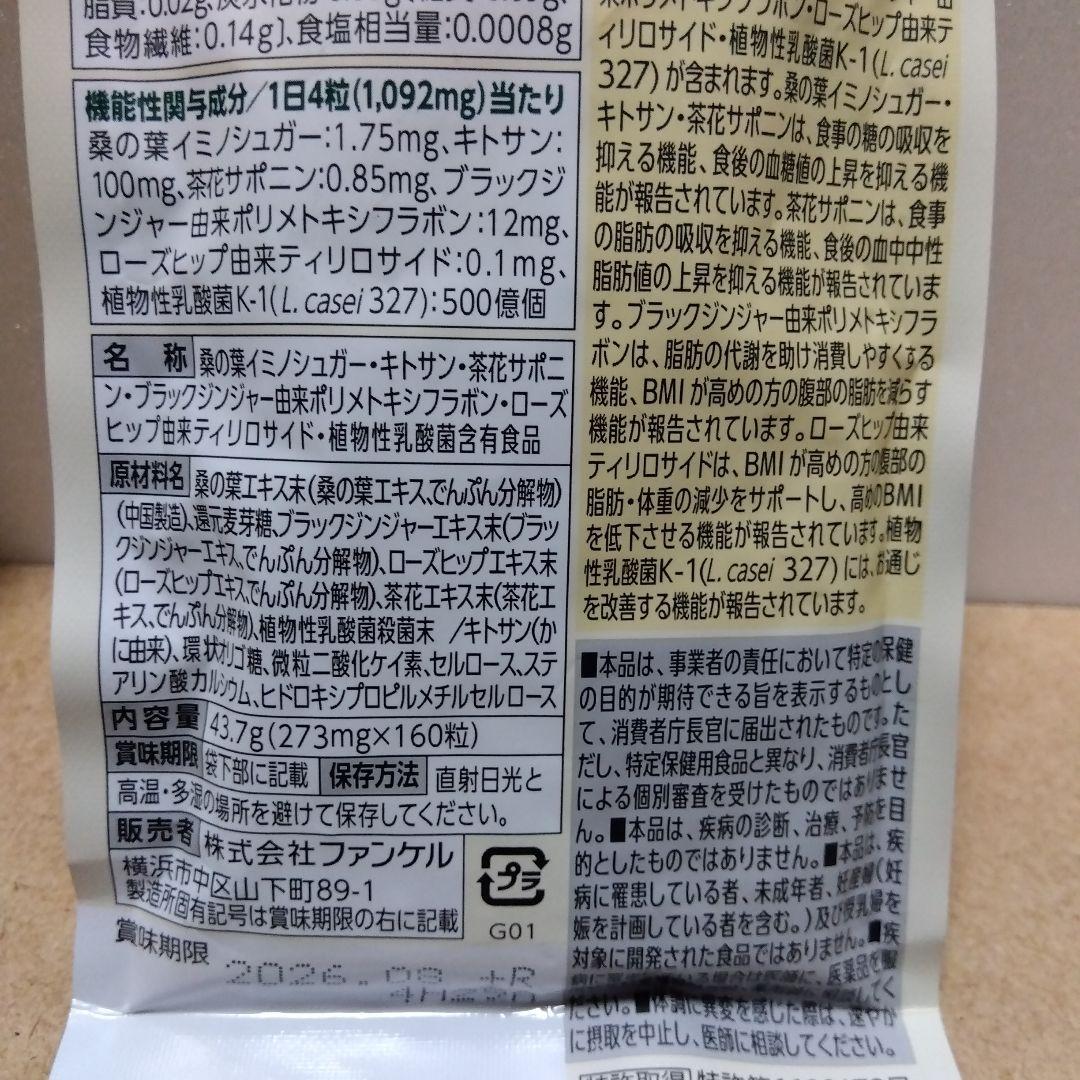 食物繊維:0.14g)、食塩相当量:0.0008g
機能性関与成分/1日4粒(1,092mg)当たり
桑の葉イミノシュガー:1.75mg、キトサン:
100mg、茶花サポニン:0.85mg、ブラックジ
ンジャー由来ポリメトキシフラボン:12mg、
ローズヒップ由来ティリロサイド:0.1mg、
植物性乳酸菌K-1(L. casei 327):500億個
名 称 桑の葉イミノシュガー・キトサン・茶花サポニ
ン・ブラックジンジャー由来ポリメトキシフラボン・ローズ
ヒップ由来ティリロサイド・植物性乳酸菌含有食品
原材料名 桑の葉エキス末(桑の葉エキス、でんぷん分解物)
(中国製造)、還元麦芽糖、ブラックジンジャーエキス末(ブラッ
クジンジャーエキス、でんぷん分解物)、ローズヒップエキス末
(ローズヒップエキス、でんぷん分解物)、茶花エキス末(茶花エ
キス、でんぷん分解物)、植物性乳酸菌殺菌末 /キトサン(か
に由来)、環状オリゴ糖、微粒二酸化ケイ素、セルロース、ステ
アリン酸カルシウム、ヒドロキシプロピルメチルセルロース
内容量 43.7g(273mg×160粒)
賞味期限 袋下部に記載 保存方法 直射日光と
高温・多湿の場所を避けて保存してください。
販売者 株式会社ファンケル
横浜市中区山下町89-1
製造所固有記号は賞味期限の右に記載
プラ
G01
賞味期限
2026.09 +R
ポリメトキシフラボン・ローズヒップ由来テ
ィリロサイド・植物性乳酸菌K-1(L. casei
327)が含まれます。桑の葉イミノシュガー・
キトサン・茶花サポニンは、食事の糖の吸収を
抑える機能、食後の血糖値の上昇を抑える機
能が報告されています。茶花サポニンは、食事
の脂肪の吸収を抑える機能、食後の血中中性
脂肪値の上昇を抑える機能が報告されていま
す。ブラックジンジャー由来ポリメトキシフラ
ボンは、脂肪の代謝を助け消費しやすくする
機能、BMIが高めの方の腹部の脂肪を減らす
機能が報告されています。ローズヒップ由来
ティリロサイドは、BMIが高めの方の腹部の
脂肪・体重の減少をサポートし、高めのBMI
を低下させる機能が報告されています。植物
性乳酸菌K-1(L. casei 327)には、お通じ
を改善する機能が報告されています。
■本品は、事業者の責任において特定の保健
の目的が期待できる旨を表示するものとし
て、消費者庁長官に届出されたものです。た
だし、特定保健用食品と異なり、消費者庁長官
による個別審査を受けたものではありませ
ん。■本品は、疾病の診断、治療、予防を目
的としたものではありません。■本品は、疾
病に罹患している者、未成年者、妊産婦(妊
娠を計画している者を含む。)及び授乳婦を
対象に開発された食品ではありません。■疾
ださい。■体調に異変を感じた際は、速やか
に摂取を中止し、医師に相談してください。